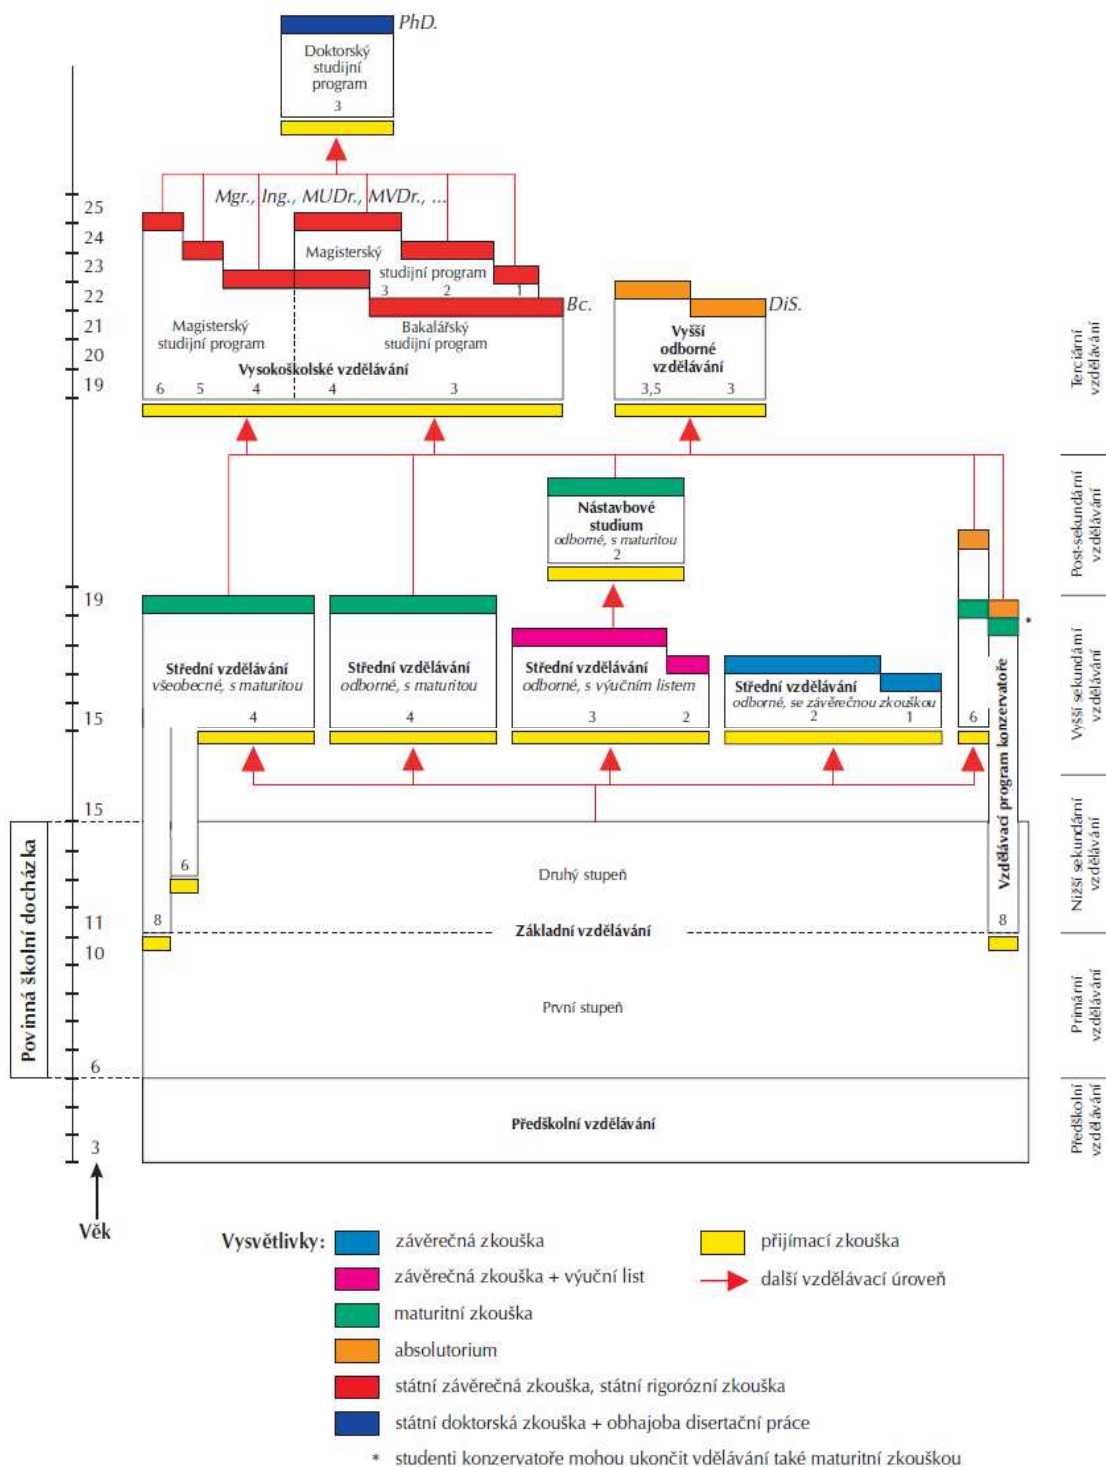 PhD.
Doktorský
studijní
program
3
Mgr., Ing., MUDr., MVDr., ...
25
24
23
22
21
20
19
Magisterský
studijní program
3
2
1
Bc.
Magisterský
studijní program
Bakalářský
studijní program
Vysokoškolské vzdělávání
6
5
4
4
3
DiS.
Vyšší
odborné
vzdělávání
3,5
3
Terciární
vzdělávání
Nástavbové
studium
odborné, s maturitou
2
Post-sekundární
vzdělávání
19
15
Střední vzdělávání
všeobecné, s maturitou
4
Střední vzdělávání
odborné, s maturitou
4
Střední vzdělávání
odborné, s výučním listem
3
2
Střední vzdělávání
odborné, se závěrečnou zkouškou
2
1
6
*
Vzdělávací program konzervatoře
8
Vyšší sekundární
vzdělávání
15
11
10
6
3
Povinná školní docházka
6
8
Druhý stupeň
Základní vzdělávání
První stupeň
Nižší sekundární
vzdělávání
Primární
vzdělávání
Předškolní vzdělávání
Předškolní
vzdělávání
Věk
Vysvětlivky:
závěrečná zkouška
přijímací zkouška
závěrečná zkouška + výuční list
další vzdělávací úroveň
maturitní zkouška
absolutorium
státní závěrečná zkouška, státní rigorózní zkouška
státní doktorská zkouška + obhajoba disertační práce
* studenti konzervatoře mohou ukončit vdělávání také maturitní zkouškou